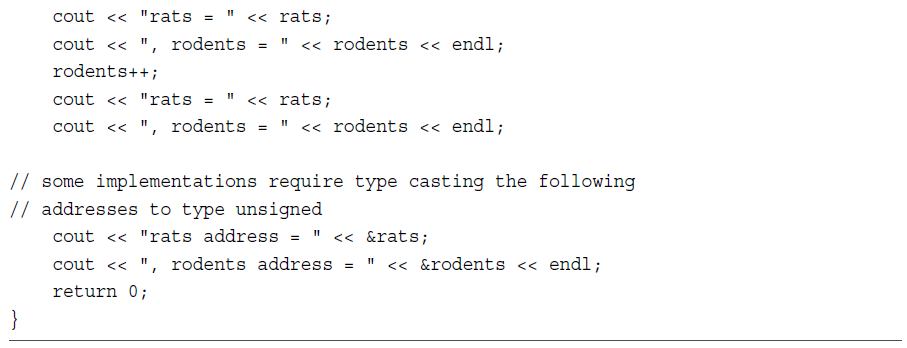 cout << "rats = " << rats;
cout << ", rodents = " << rodents << endl;
rodents++;
cout << "rats = " << rats;
cout << ", rodents = " << rodents << endl;
// some implementations require type casting the following
// addresses to type unsigned
cout << "rats address = " << &rats;
cout << ", rodents address = " << &rodents << endl;
return 0;
}